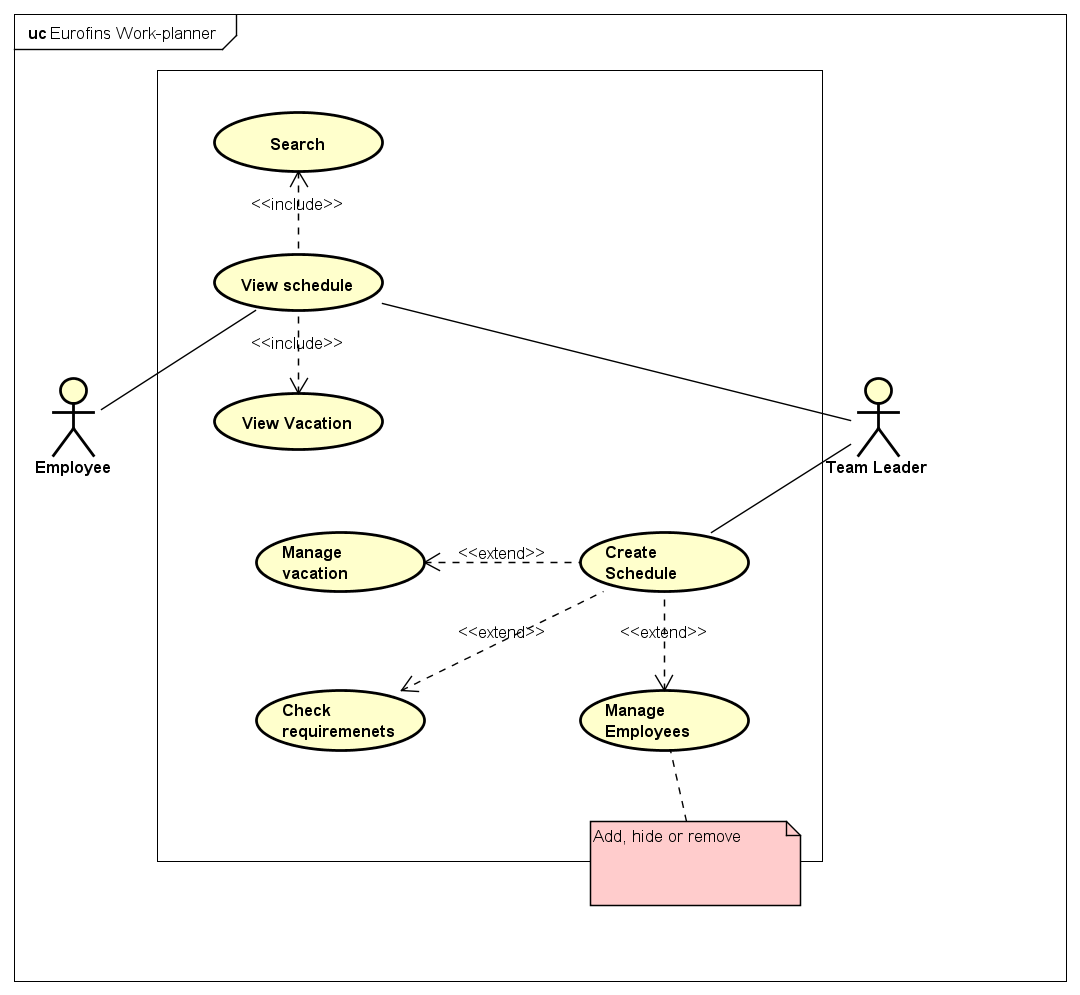 uc Eurofins Work-planner
Search
<<include>>
View schedule
<<include>>
View Vacation
Employee
Team Leader
Manage
vacation
<<extend>>
Create
Schedule
<<extend>>
<<extend>>
Check
requiremenets
Manage
Employees
Add, hide or remove